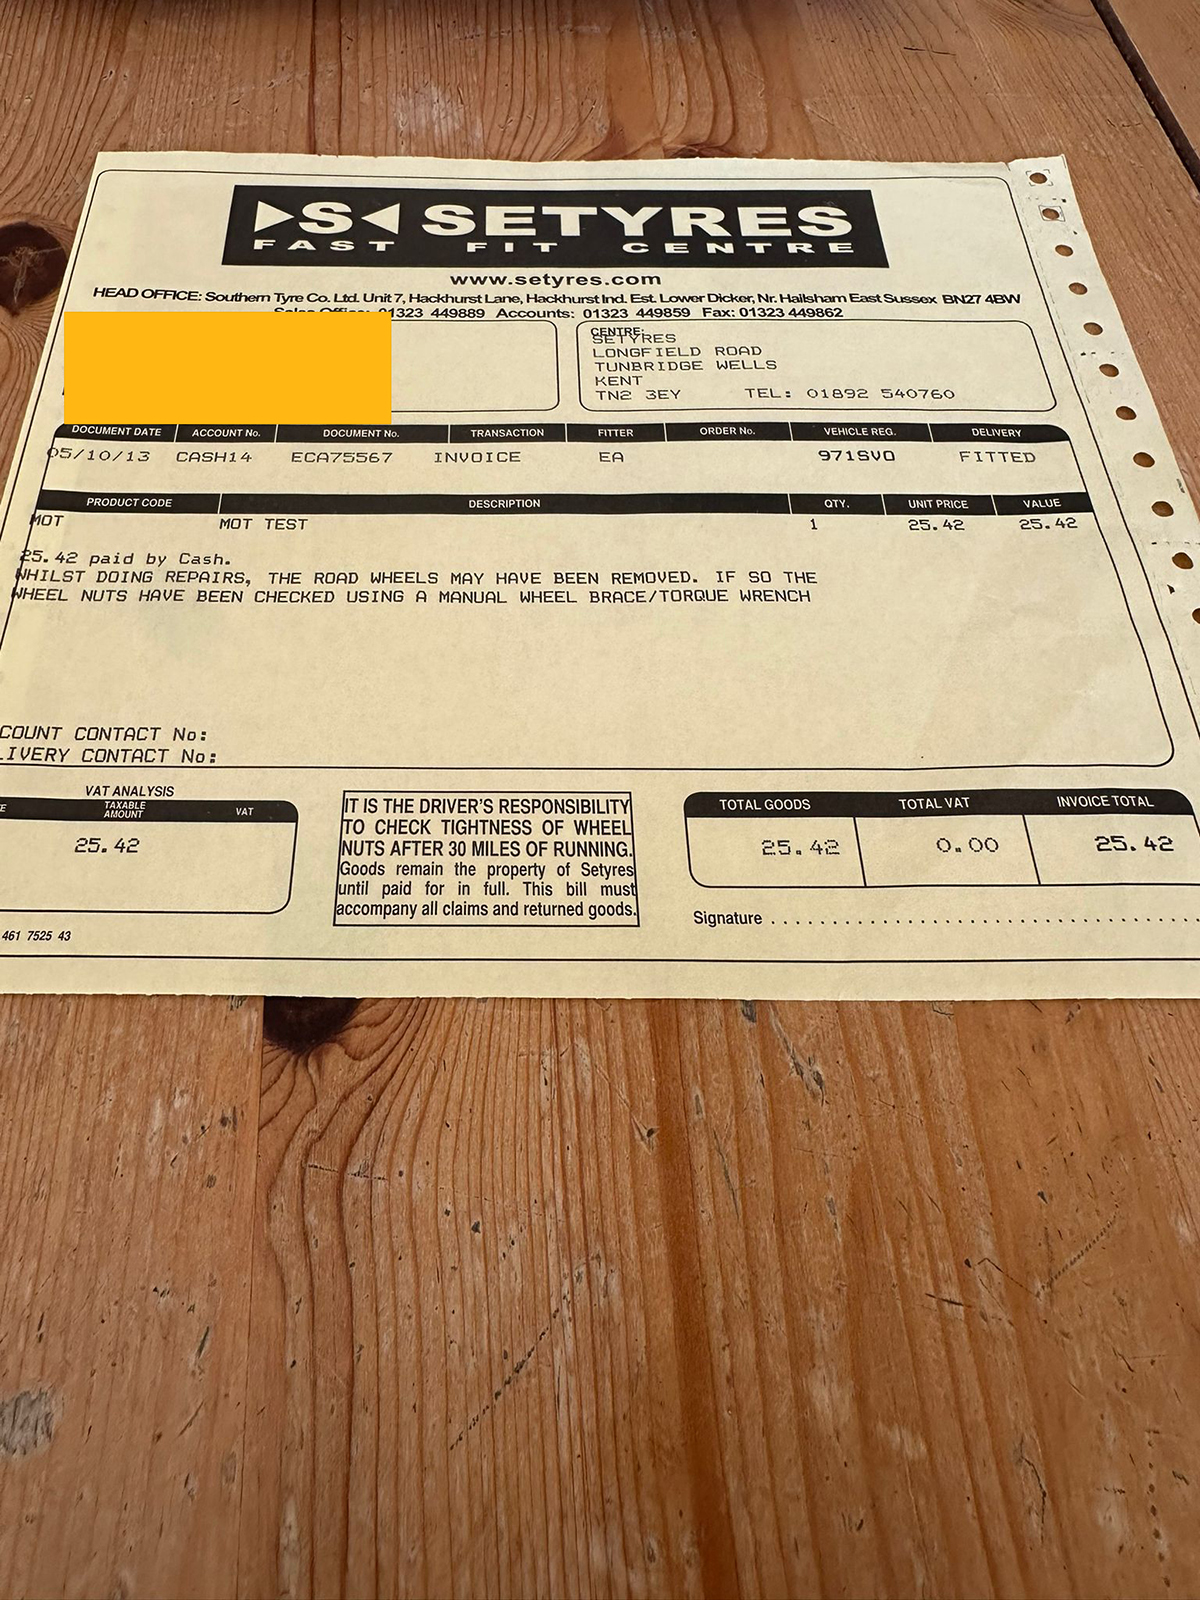 S SETYRES
FAST FIT CENTRE
www.setyres.com
HEAD OFFICE: Southern Tyre Co. Ltd. Unit 7, Hackhurst Lane, Hackhurst Ind. Est. Lower Dicker, Nr. Hailsham East Sussex BN27 4BW
Sales Office: 01323 449889 Accounts: 01323 449859 Fax: 01323 449862
CENTRE:
SETYRES
LONGFIELD ROAD
TUNBRIDGE WELLS
KENT
TN2 3EY TEL: 01892 540760
DOCUMENT DATE ACCOUNT No. DOCUMENT No. TRANSACTION FITTER ORDER No. VEHICLE REG. DELIVERY
05/10/13 CASH14 ECA75567 INVOICE EA 971SVO FITTED
PRODUCT CODE DESCRIPTION QTY. UNIT PRICE VALUE
MOT MOT TEST 1 25.42 25.42
25.42 paid by Cash.
WHILST DOING REPAIRS, THE ROAD WHEELS MAY HAVE BEEN REMOVED. IF SO THE
WHEEL NUTS HAVE BEEN CHECKED USING A MANUAL WHEEL BRACE/TORQUE WRENCH
COUNT CONTACT No:
IVERY CONTACT No:
VAT ANALYSIS
E TAXABLE AMOUNT VAT
25.42
IT IS THE DRIVER'S RESPONSIBILITY
TO CHECK TIGHTNESS OF WHEEL
NUTS AFTER 30 MILES OF RUNNING.
Goods remain the property of Setyres
until paid for in full. This bill must
accompany all claims and returned goods.
TOTAL GOODS TOTAL VAT INVOICE TOTAL
25.42 0.00 25.42
Signature
461 7525 43